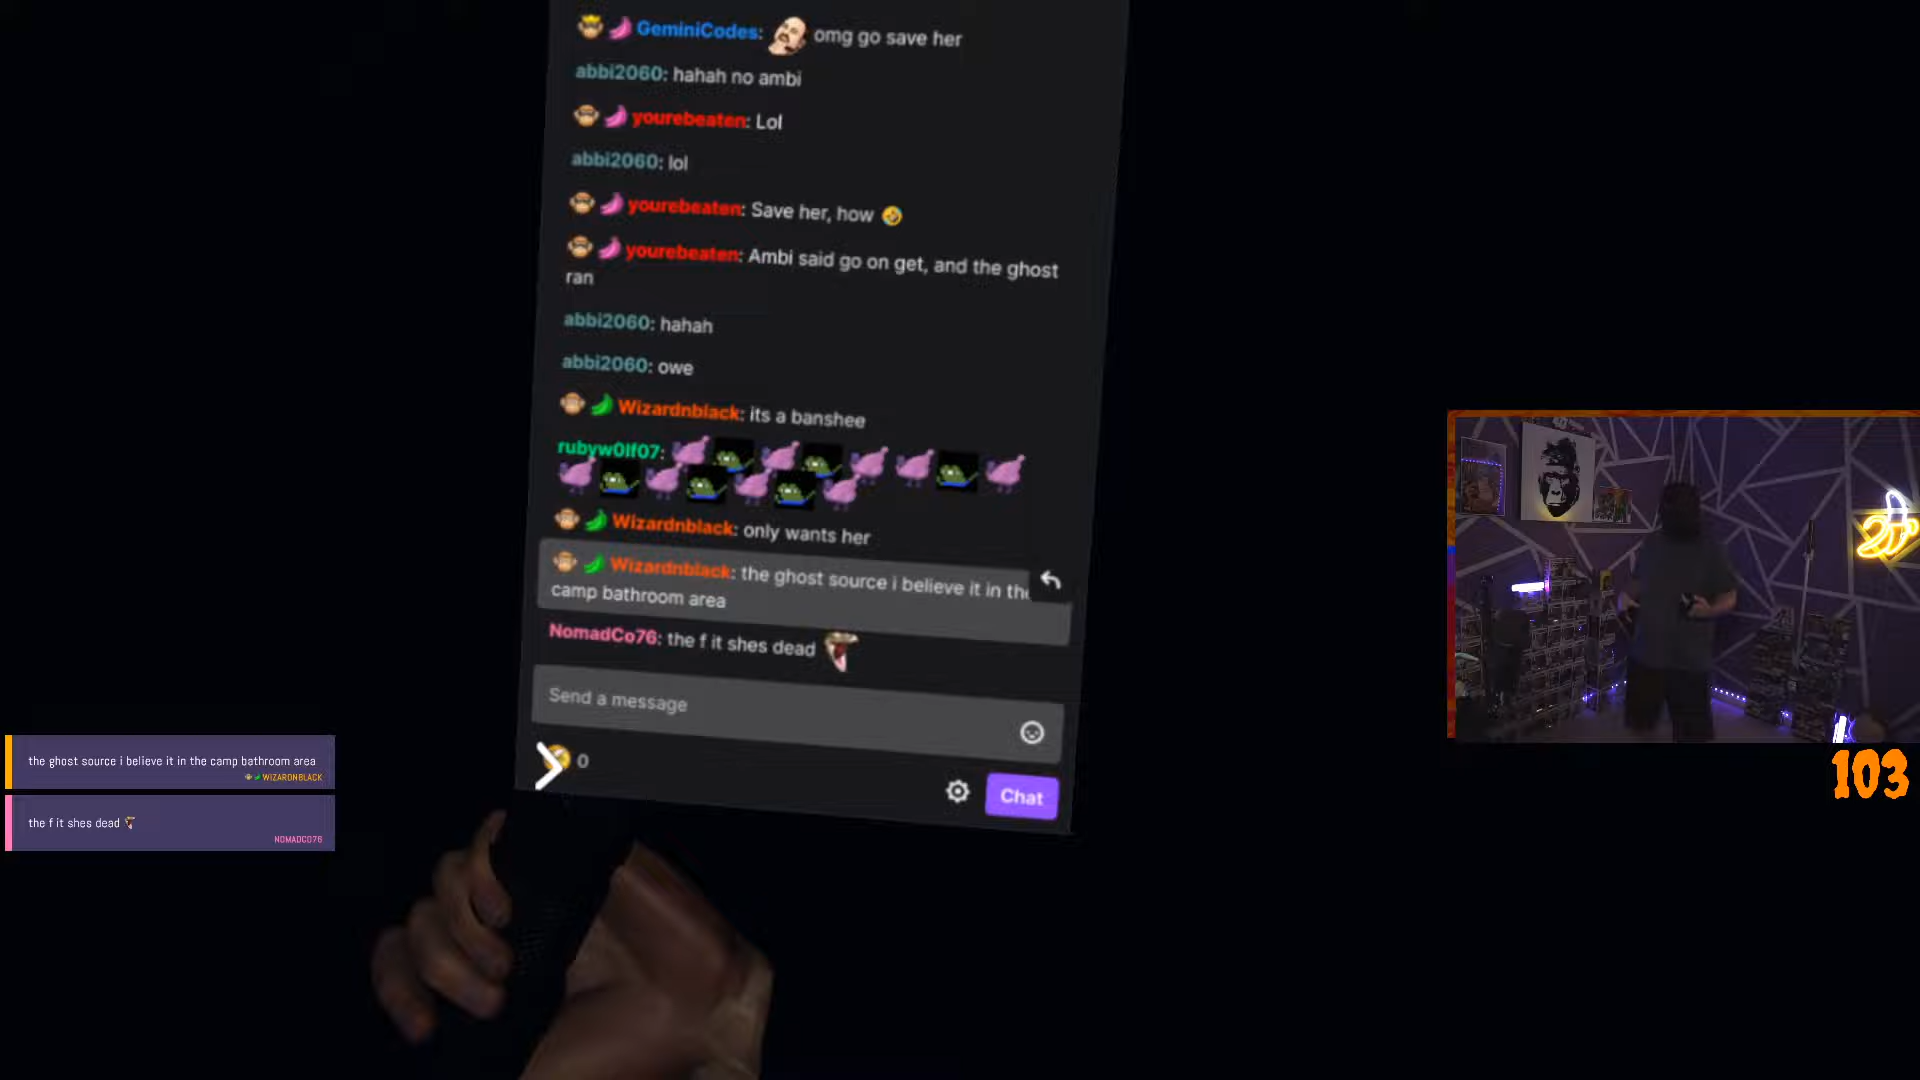 GeminiCodes: omg go save her
abbi2060: hahah no ambi
yourebeaten: Lol
abbi2060: lol
yourebeaten: Save her, how
yourebeaten: Ambi said go on get, and the ghost
ran
abbi2060: hahah
abbi2060: owe
Wizardnblack: its a banshee
rubyw0lf07:
Wizardnblack: only wants her
Wizardnblack: the ghost source i believe it in the
camp bathroom area
NomadCo76: the f it shes dead
Send a message
0
Chat
the ghost source i believe it in the camp bathroom area
WIZARDNBLACK
the f it shes dead
NOMADCO76
103